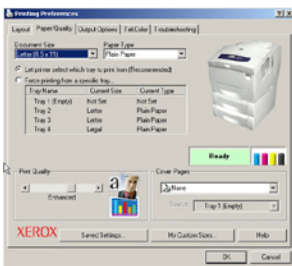 Printing Preferences
Layout Paper/Quality Output Options TekColor Troubleshooting
Document Size
Letter (8.5 x 11)
Paper Type
Plain Paper
Let printer select which tray to print from (Recommended)
Force printing from a specific tray...
Tray Name Current Size Current Type
Tray 1 (Empty) Not Set Not Set
Tray 2 Letter Plain Paper
Tray 3 Letter Plain Paper
Tray 4 Legal Plain Paper
Ready
Print Quality
Enhanced
a
Cover Pages
None
Source: Tray 1 (Empty)
XEROX
Saved Settings...
My Custom Sizes...
Help
OK
Cancel